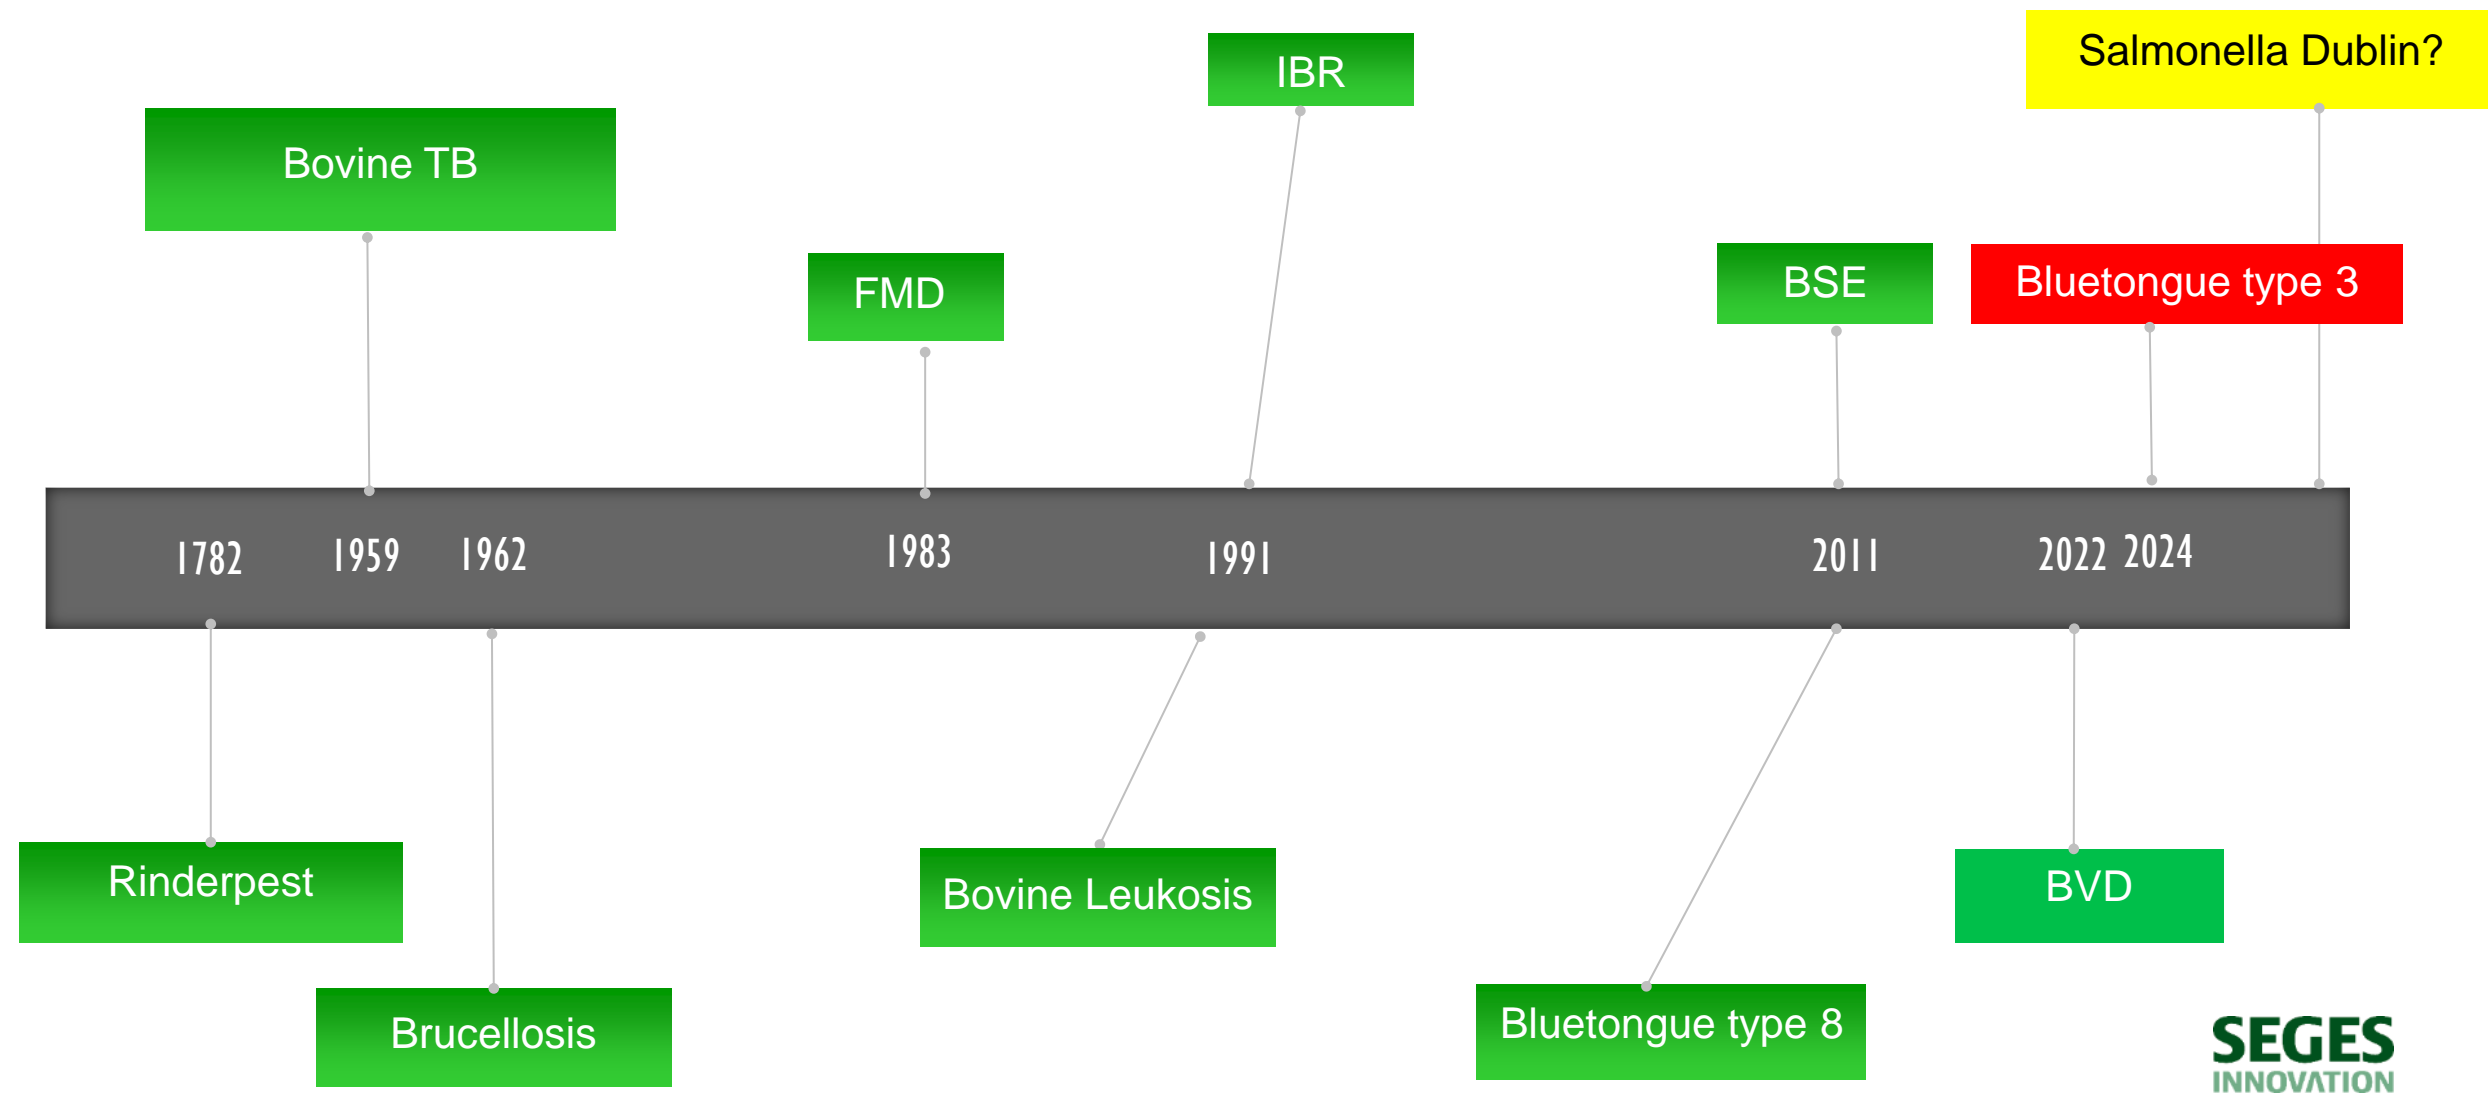 Salmonella Dublin?
IBR
Bovine TB
FMD
BSE
Bluetongue type 3
1782
1959
1962
1983
1991
2011
2022
2024
Rinderpest
Bovine Leukosis
BVD
Brucellosis
Bluetongue type 8
SEGES
INNOVATION